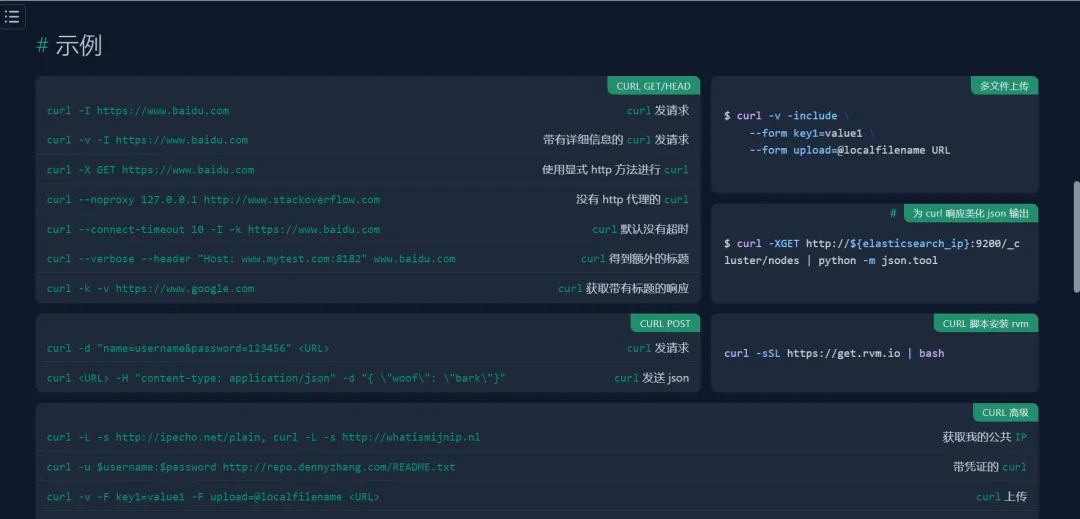 # 示例
CURL GET/HEAD
curl -I https://www.baidu.com curl 发请求
curl -v -I https://www.baidu.com 带有详细信息的 curl 发请求
curl -X GET https://www.baidu.com 使用显式 http 方法进行 curl
curl --noproxy 127.0.0.1 http://www.stackoverflow.com 没有 http 代理的 curl
curl --connect-timeout 10 -I -k https://www.baidu.com curl 默认没有超时
curl --verbose --header "Host: www.mytest.com:8182" www.baidu.com curl 得到额外的标题
curl -k -v https://www.google.com curl 获取带有标题的响应
多文件上传
$ curl -v -include \
--form key1=value1 \
--form upload=@localfilename URL
# 为 curl 响应美化 json 输出
$ curl -XGET http://${elasticsearch_ip}:9200/_c
luster/nodes | python -m json.tool
CURL POST
curl -d "name=username&password=123456" <URL> curl 发请求
curl <URL> -H "content-type: application/json" -d "{ \"woof\": \"bark\"}" curl 发送 json
CURL 脚本安装 rvm
curl -sSL https://get.rvm.io | bash
CURL 高级
curl -L -s http://ipecho.net/plain, curl -L -s http://whatismijnip.nl 获取我的公共 IP
curl -u $username:$password http://repo.dennyzhang.com/README.txt 带凭证的 curl
curl -v -F key1=value1 -F upload=@localfilename <URL> curl 上传